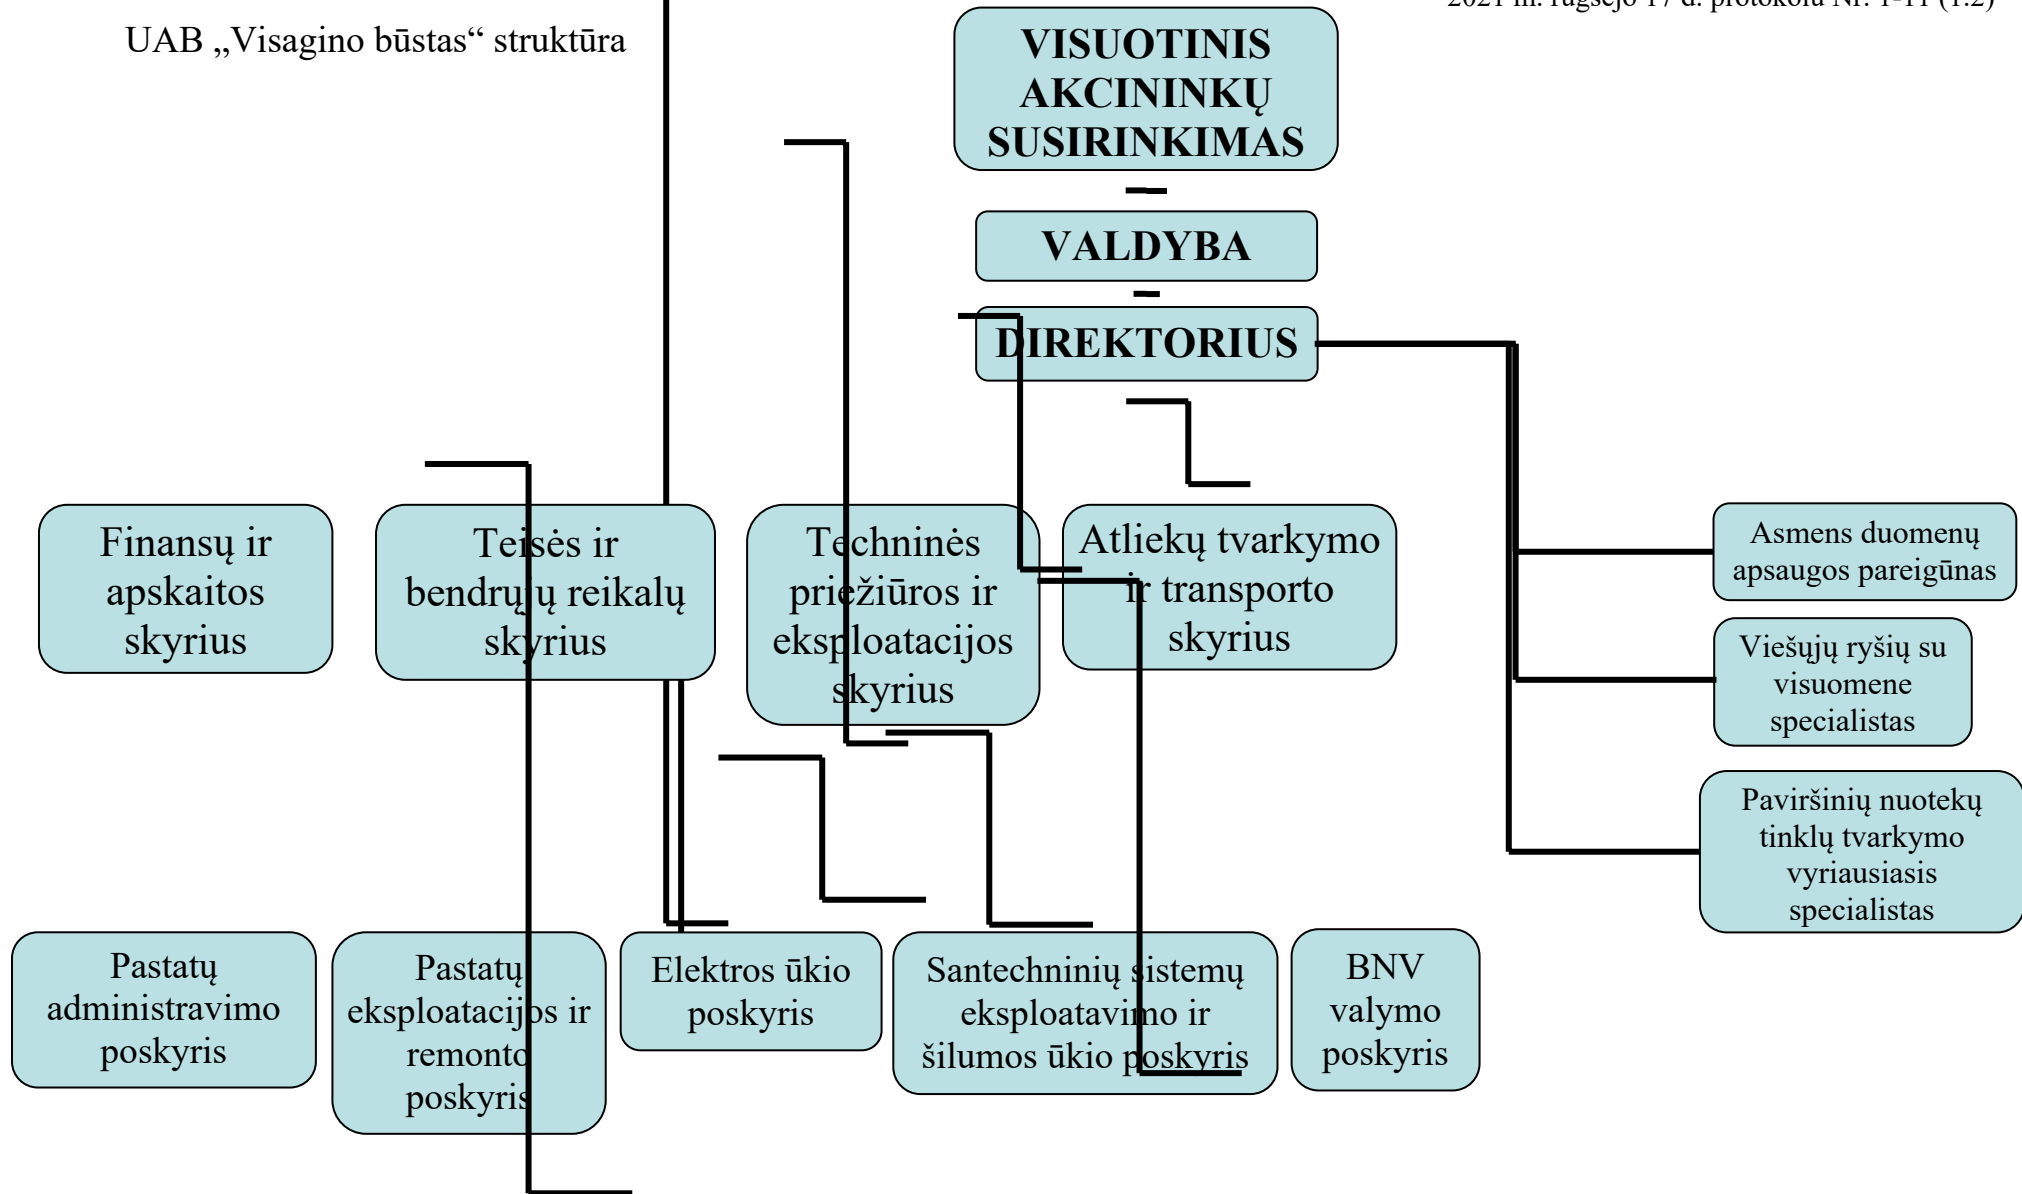 2021 m. rugsėjo 17 d. protokolu Nr. 1-11 (1.2)
UAB „Visagino būstas“ struktūra
VISUOTINIS
AKCININKŲ
SUSIRINKIMAS
VALDYBA
DIREKTORIUS
Finansų ir
apskaitos
skyrius
Teisės ir
bendrųjų reikalų
skyrius
Techninės
priežiūros ir
eksploatacijos
skyrius
Atliekų tvarkymo
ir transporto
skyrius
Asmens duomenų
apsaugos pareigūnas
Viešųjų ryšių su
visuomene
specialistas
Paviršinių nuotekų
tinklų tvarkymo
vyriausiasis
specialistas
Pastatų
administravimo
poskyris
Pastatų
eksploatacijos ir
remonto
poskyris
Elektros ūkio
poskyris
Santechninių sistemų
eksploatavimo ir
šilumos ūkio poskyris
BNV
valymo
poskyris